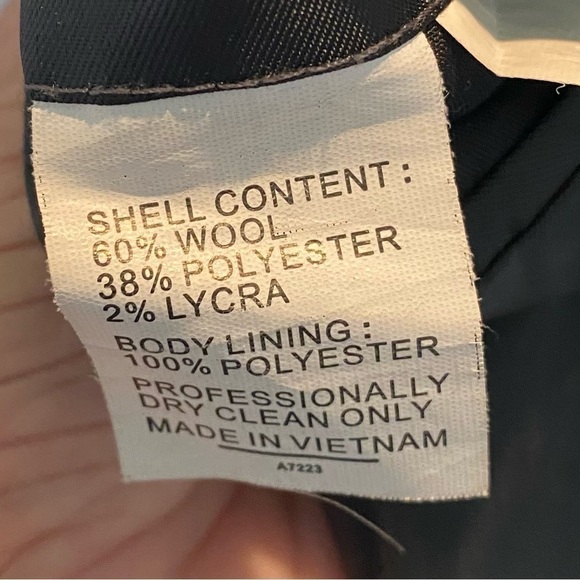 SHELL CONTENT :
60% WOOL
38% POLYESTER
2% LYCRA
BODY LINING :
100% POLYESTER
PROFESSIONALLY
DRY CLEAN ONLY
MADE IN VIETNAM
A7223